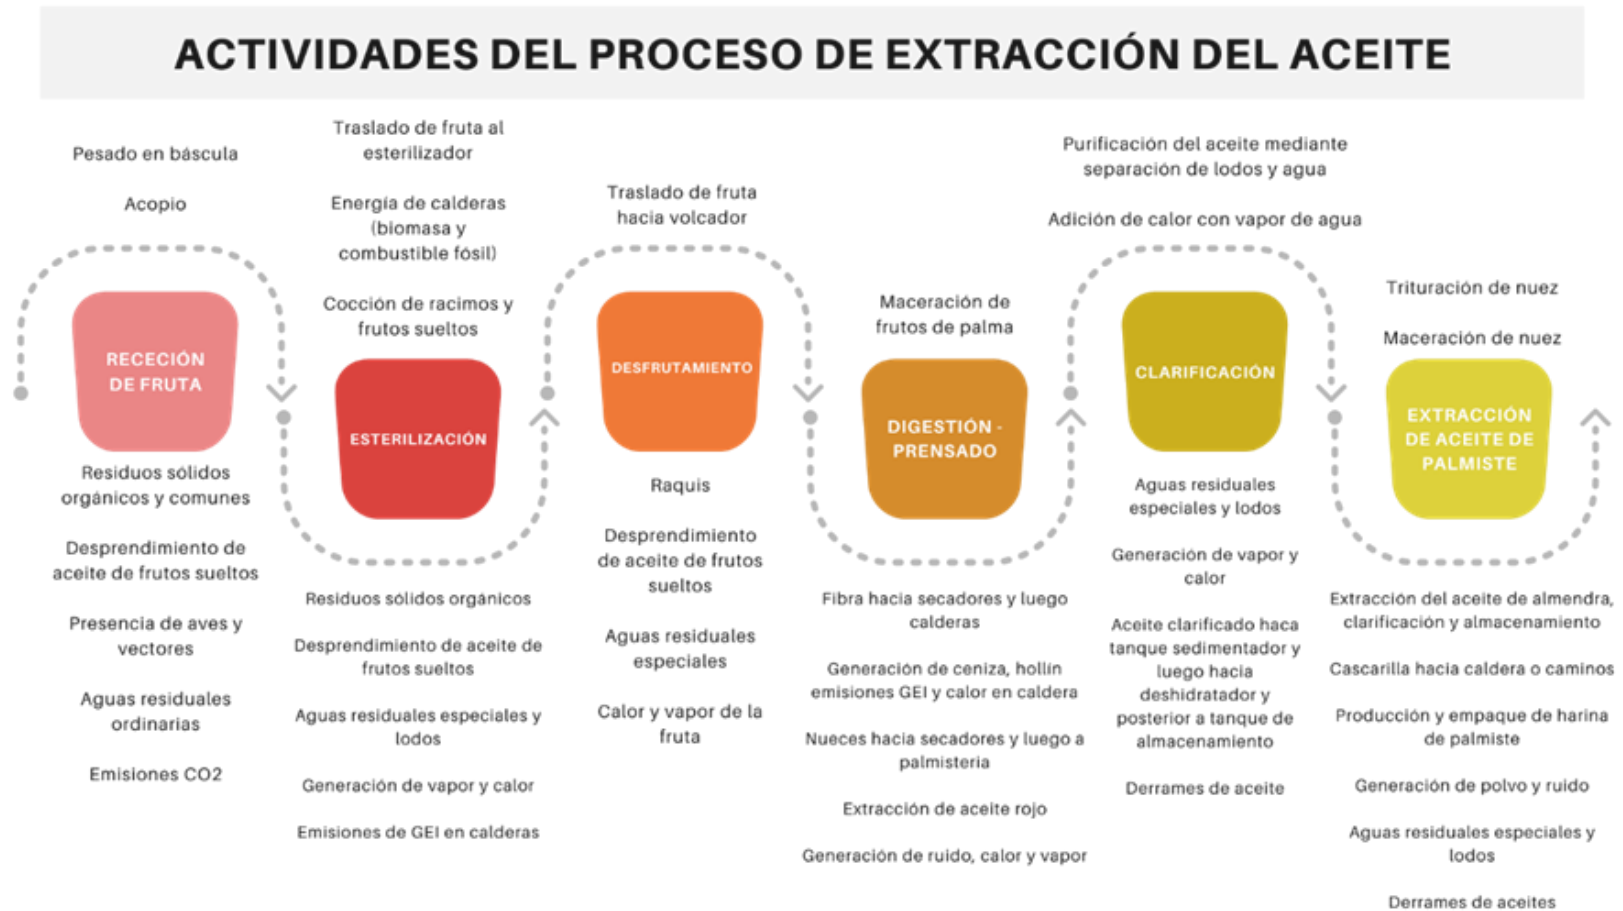 ACTIVIDADES DEL PROCESO DE EXTRACCIÓN DEL ACEITE
Pesado en báscula
Acopio
RECECIÓN
DE FRUTA
Residuos sólidos
orgánicos y comunes
Desprendimiento de
aceite de frutos sueltos
Presencia de aves y
vectores
Aguas residuales
ordinarias
Emisiones CO2
Traslado de fruta al
esterilizador
Energía de calderas
(biomasa y
combustible fósil)
Cocción de racimos y
frutos sueltos
ESTERILIZACIÓN
Residuos sólidos orgánicos
Desprendimiento de aceite de
frutos sueltos
Aguas residuales especiales y
lodos
Generación de vapor y calor
Emisiones de GEI en calderas
Traslado de fruta
hacia volcador
DESFRUTAMIENTO
Raquis
Desprendimiento
de aceite de frutos
sueltos
Aguas residuales
especiales
Calor y vapor de la
fruta
Maceración de
frutos de palma
DIGESTIÓN -
PRENSADO
Fibra hacia secadores y luego
calderas
Generación de ceniza, hollín
emisiones GEI y calor en caldera
Nueces hacia secadores y luego a
palmisteria
Extracción de aceite rojo
Generación de ruido, calor y vapor
Purificación del aceite mediante
separación de lodos y agua
Adición de calor con vapor de agua
CLARIFICACIÓN
Aguas residuales
especiales y lodos
Generación de vapor y
calor
Aceite clarificado haca
tanque sedimentador y
luego hacia
deshidratador y
posterior a tanque de
almacenamiento
Derrames de aceite
Trituración de nuez
Maceración de nuez
EXTRACCIÓN
DE ACEITE DE
PALMISTE
Extracción del aceite de almendra,
clarificación y almacenamiento
Cascarilla hacia caldera o caminos
Producción y empaque de harina
de palmiste
Generación de polvo y ruido
Aguas residuales especiales y
lodos
Derrames de aceites